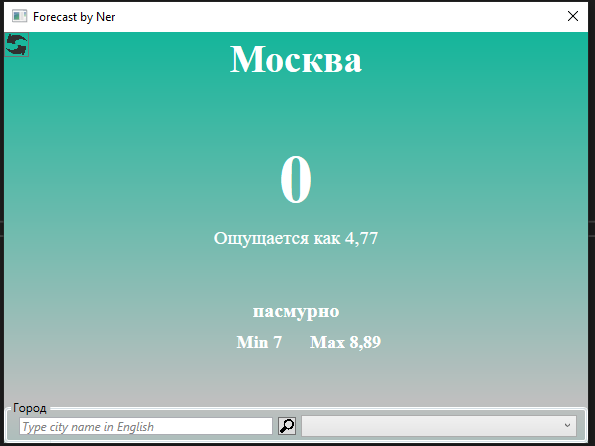 Forecast by Ner
Москва
0
Ощущается как 4,77
пасмурно
Min 7 Max 8,89
Город
Type city name in English